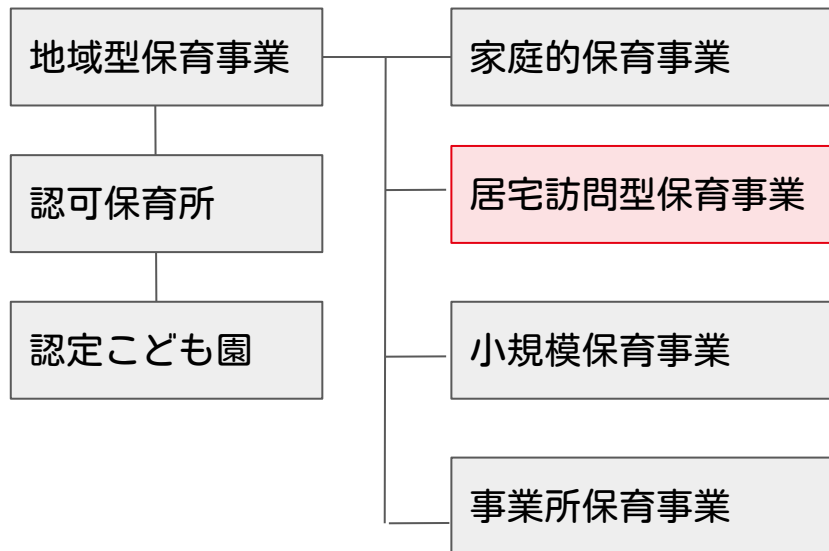 地域型保育事業
認可保育所
認定こども園
家庭的保育事業
居宅訪問型保育事業
小規模保育事業
事業所保育事業